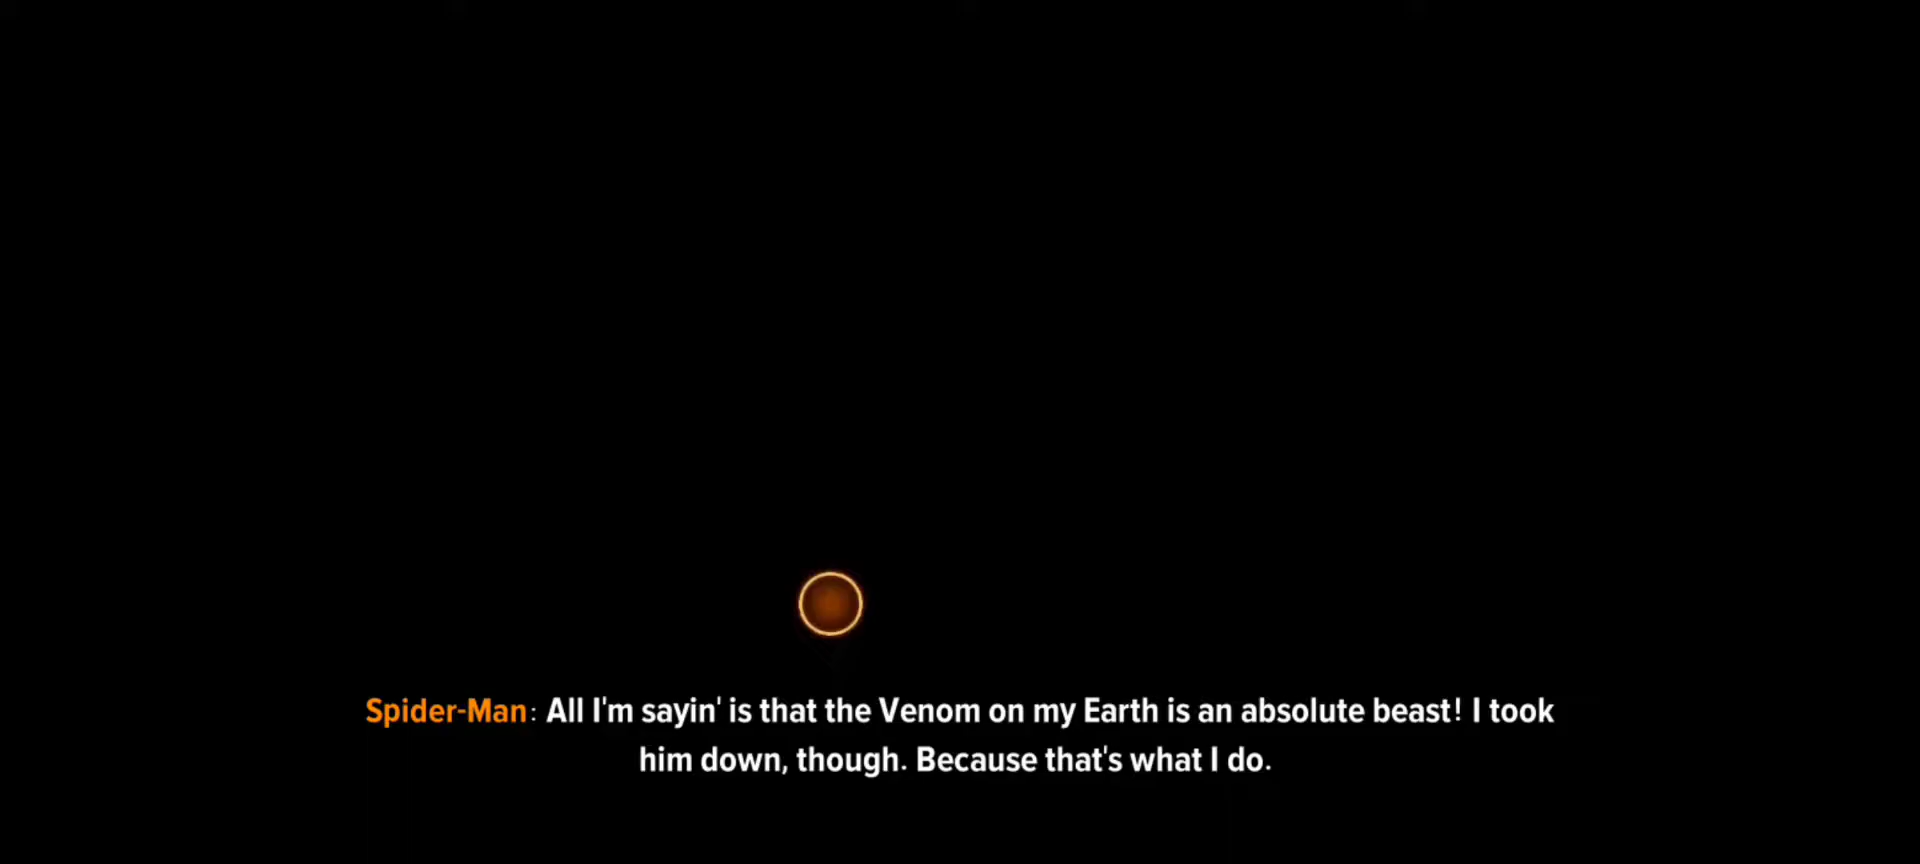 Spider-Man: All I'm sayin' is that the Venom on my Earth is an absolute beast! I took
him down, though. Because that's what I do.